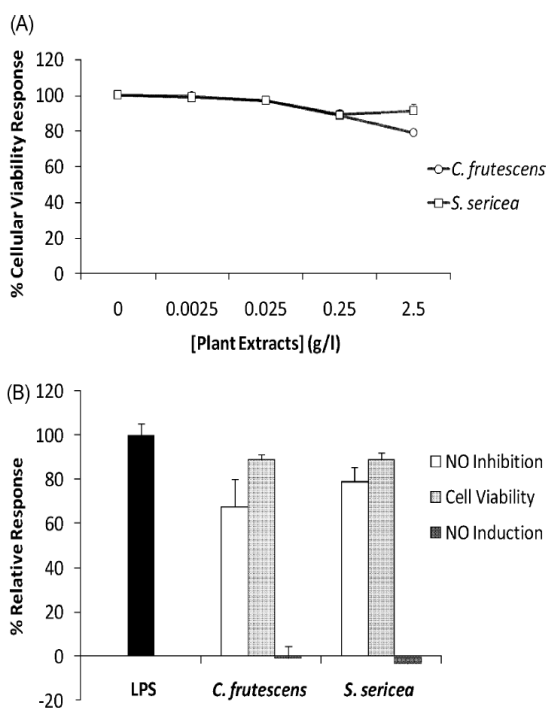 (A)
120
100
80
60
40
20
0
% Cellular Viability Response
C. frutescens
S. sericea
0 0.0025 0.025 0.25 2.5
[Plant Extracts] (g/l)
(B)
120
100
80
60
40
20
0
-20
% Relative Response
NO Inhibition
Cell Viability
NO Induction
LPS C. frutescens S. sericea